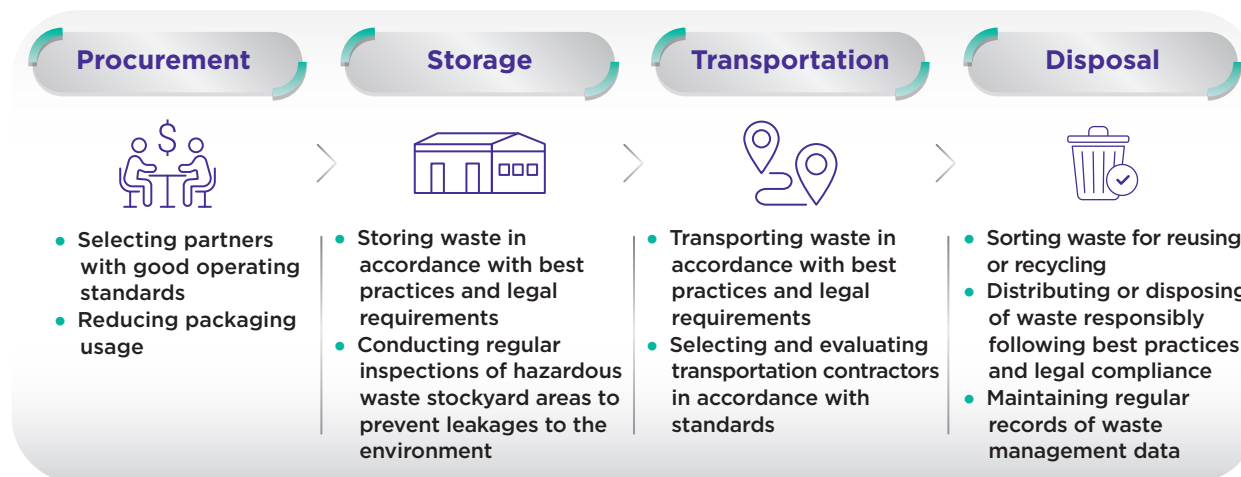 Procurement
Storage
Transportation
Disposal
$
• Selecting partners
with good operating
standards
• Reducing packaging
usage
• Storing waste in
accordance with best
practices and legal
requirements
• Conducting regular
inspections of hazardous
waste stockyard areas to
prevent leakages to the
environment
• Transporting waste in
accordance with best
practices and legal
requirements
• Selecting and evaluating
transportation contractors
in accordance with
standards
• Sorting waste for reusing
or recycling
• Distributing or disposing
of waste responsibly
following best practices
and legal compliance
• Maintaining regular
records of waste
management data